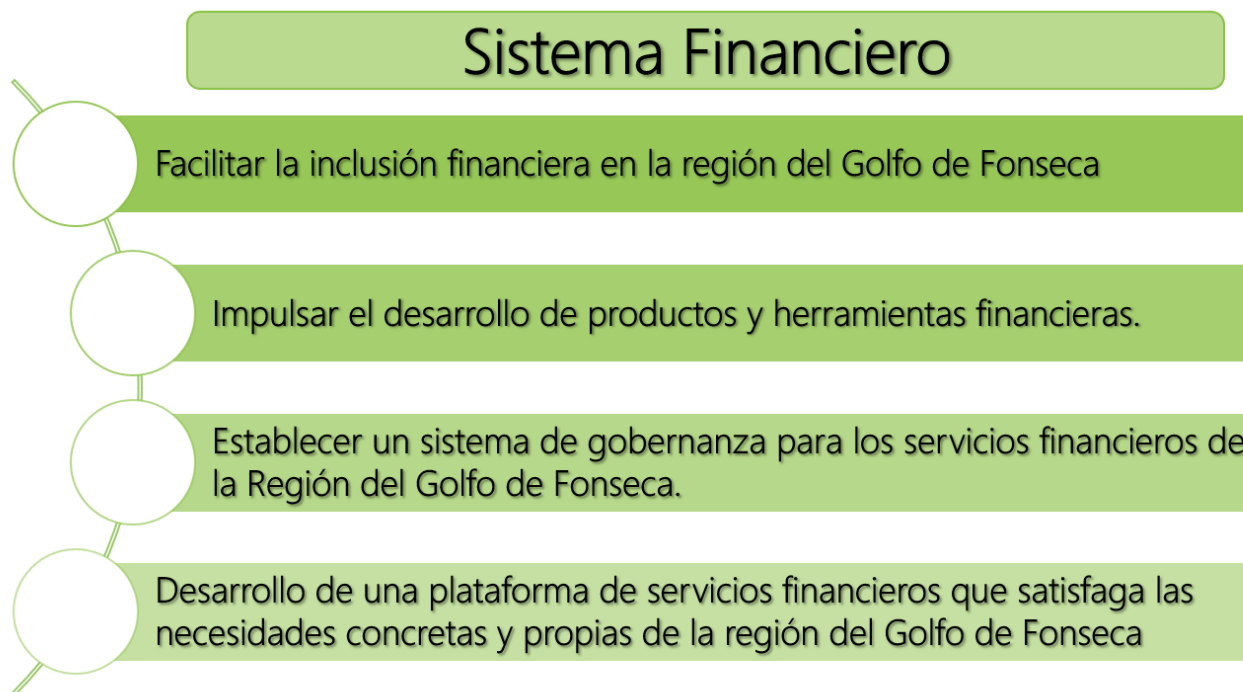 Sistema Financiero
Facilitar la inclusión financiera en la región del Golfo de Fonseca
Impulsar el desarrollo de productos y herramientas financieras.
Establecer un sistema de gobernanza para los servicios financieros de
la Región del Golfo de Fonseca.
Desarrollo de una plataforma de servicios financieros que satisfaga las
necesidades concretas y propias de la región del Golfo de Fonseca